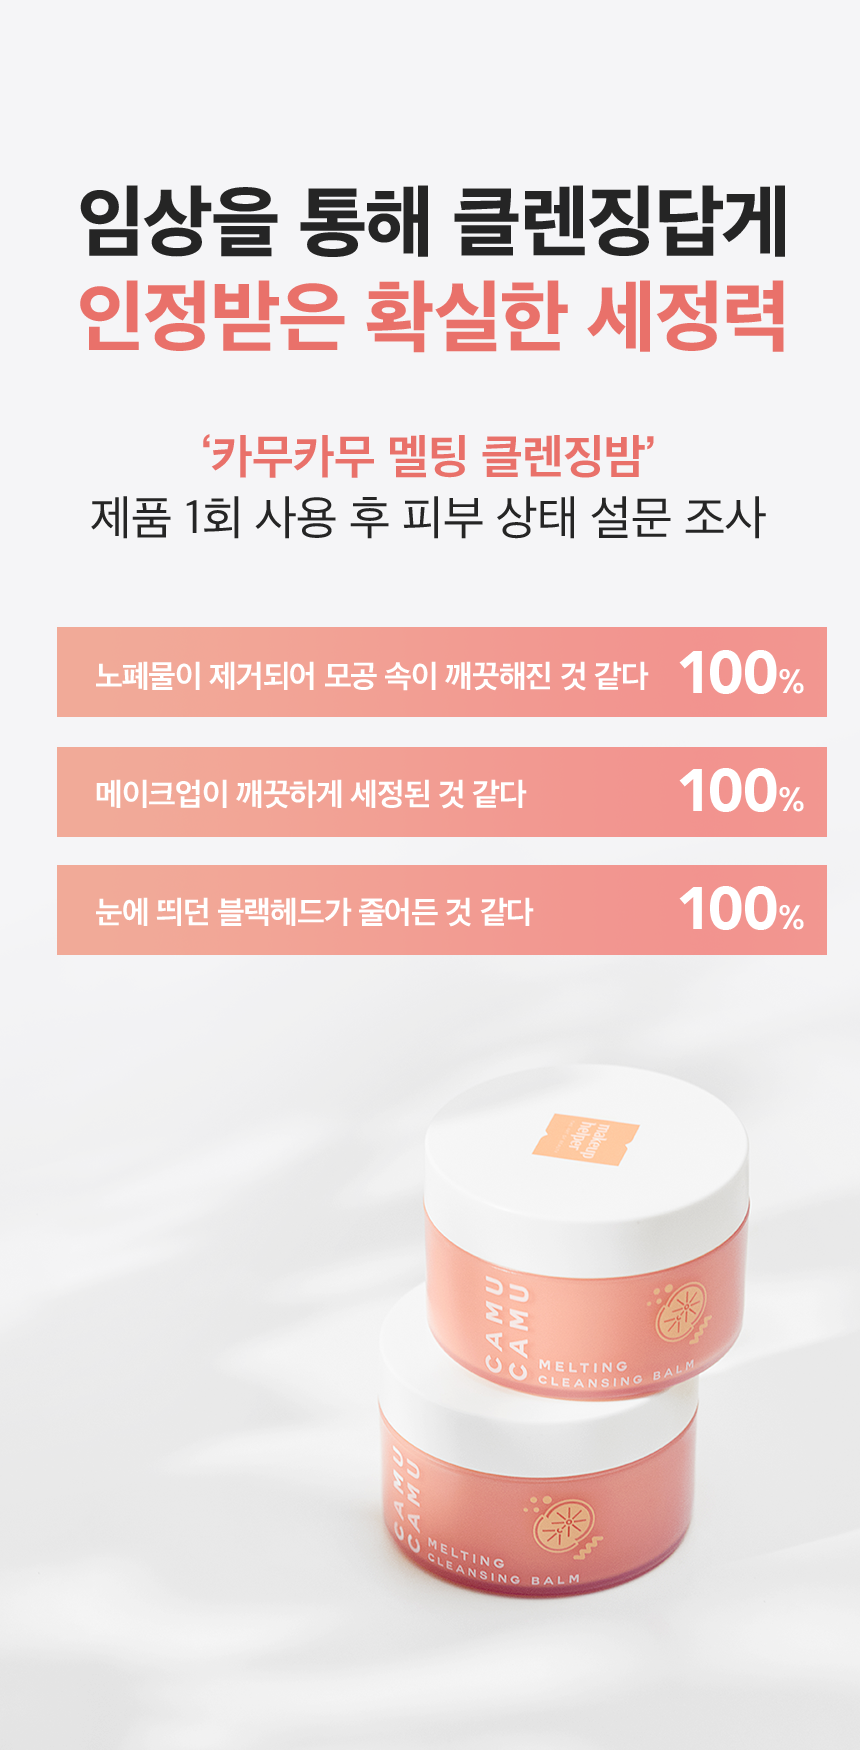 임상을 통해 클렌징답게
인정받은 확실한 세정력
‘카무카무 멜팅 클렌징밤’
제품 1회 사용 후 피부 상태 설문 조사
노폐물이 제거되어 모공 속이 깨끗해진 것 같다 100%
메이크업이 깨끗하게 세정된 것 같다 100%
눈에 띄던 블랙헤드가 줄어든 것 같다 100%
makeup
helper
CAMU
CAMU
MELTING
CLEANSING BALM
CAMU
CAMU
MELTING
CLEANSING BALM